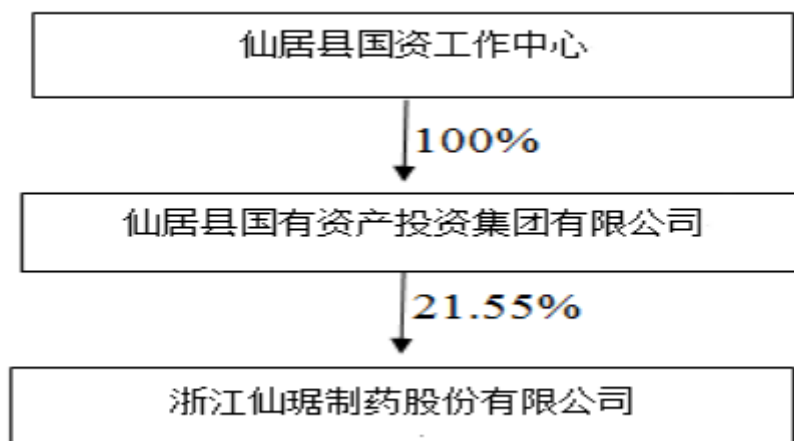 仙居县国资工作中心
100%
仙居县国有资产投资集团有限公司
21.55%
浙江仙琚制药股份有限公司